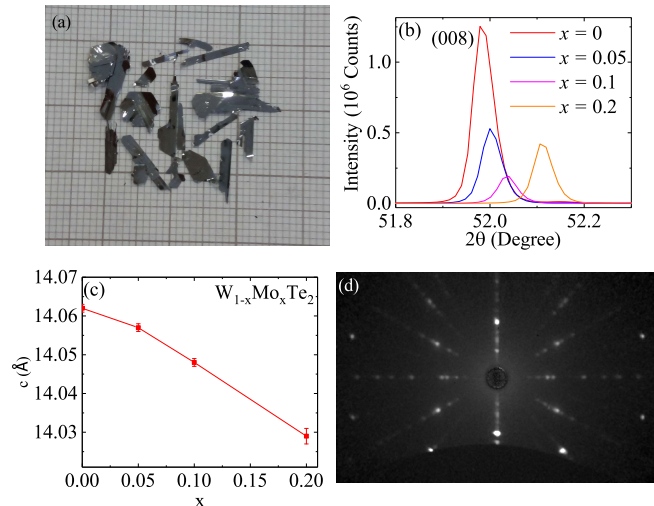 (a)
(b)
(008)
x = 0
x = 0.05
x = 0.1
x = 0.2
Intensity (10⁶ Counts)
1.0
0.5
0.0
51.8
52.0
52.2
2θ (Degree)
(c)
W₁₋ₓMoₓTe₂
c (Å)
14.07
14.06
14.05
14.04
14.03
0.00
0.05
0.10
0.15
0.20
x
(d)